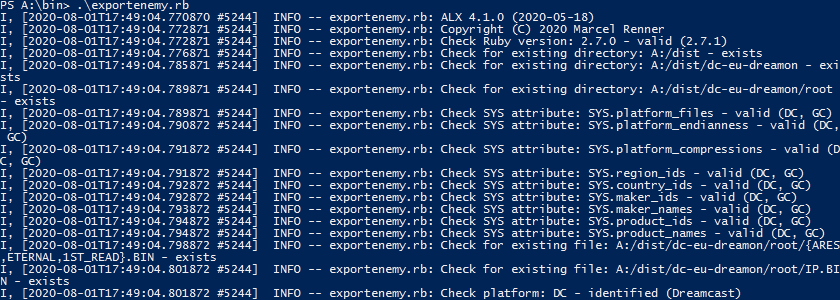 PS A:\bin> .\exportenemy.rb
I, [2020-08-01T17:49:04.770870 #5244]  INFO -- exportenemy.rb: ALX 4.1.0 (2020-05-18)
I, [2020-08-01T17:49:04.772871 #5244]  INFO -- exportenemy.rb: Copyright (C) 2020 Marcel Renner
I, [2020-08-01T17:49:04.772871 #5244]  INFO -- exportenemy.rb: Check Ruby version: 2.7.0 - valid (2.7.1)
I, [2020-08-01T17:49:04.776871 #5244]  INFO -- exportenemy.rb: Check for existing directory: A:/dist - exists
I, [2020-08-01T17:49:04.785871 #5244]  INFO -- exportenemy.rb: Check for existing directory: A:/dist/dc-eu-dreamon - exi
sts
I, [2020-08-01T17:49:04.789871 #5244]  INFO -- exportenemy.rb: Check for existing directory: A:/dist/dc-eu-dreamon/root
- exists
I, [2020-08-01T17:49:04.789871 #5244]  INFO -- exportenemy.rb: Check SYS attribute: SYS.platform_files - valid (DC, GC)
I, [2020-08-01T17:49:04.790872 #5244]  INFO -- exportenemy.rb: Check SYS attribute: SYS.platform_endianness - valid (DC,
 GC)
I, [2020-08-01T17:49:04.791872 #5244]  INFO -- exportenemy.rb: Check SYS attribute: SYS.platform_compressions - valid (D
C, GC)
I, [2020-08-01T17:49:04.791872 #5244]  INFO -- exportenemy.rb: Check SYS attribute: SYS.region_ids - valid (DC, GC)
I, [2020-08-01T17:49:04.792872 #5244]  INFO -- exportenemy.rb: Check SYS attribute: SYS.country_ids - valid (DC, GC)
I, [2020-08-01T17:49:04.792872 #5244]  INFO -- exportenemy.rb: Check SYS attribute: SYS.maker_ids - valid (DC, GC)
I, [2020-08-01T17:49:04.793872 #5244]  INFO -- exportenemy.rb: Check SYS attribute: SYS.maker_names - valid (DC, GC)
I, [2020-08-01T17:49:04.794872 #5244]  INFO -- exportenemy.rb: Check SYS attribute: SYS.product_ids - valid (DC, GC)
I, [2020-08-01T17:49:04.794872 #5244]  INFO -- exportenemy.rb: Check SYS attribute: SYS.product_names - valid (DC, GC)
I, [2020-08-01T17:49:04.798872 #5244]  INFO -- exportenemy.rb: Check for existing file: A:/dist/dc-eu-dreamon/root/{ARES
,ETERNAL,1ST_READ}.BIN - exists
I, [2020-08-01T17:49:04.801872 #5244]  INFO -- exportenemy.rb: Check for existing file: A:/dist/dc-eu-dreamon/root/IP.BI
N - exists
I, [2020-08-01T17:49:04.801872 #5244]  INFO -- exportenemy.rb: Check platform: DC - identified (Dreamcast)